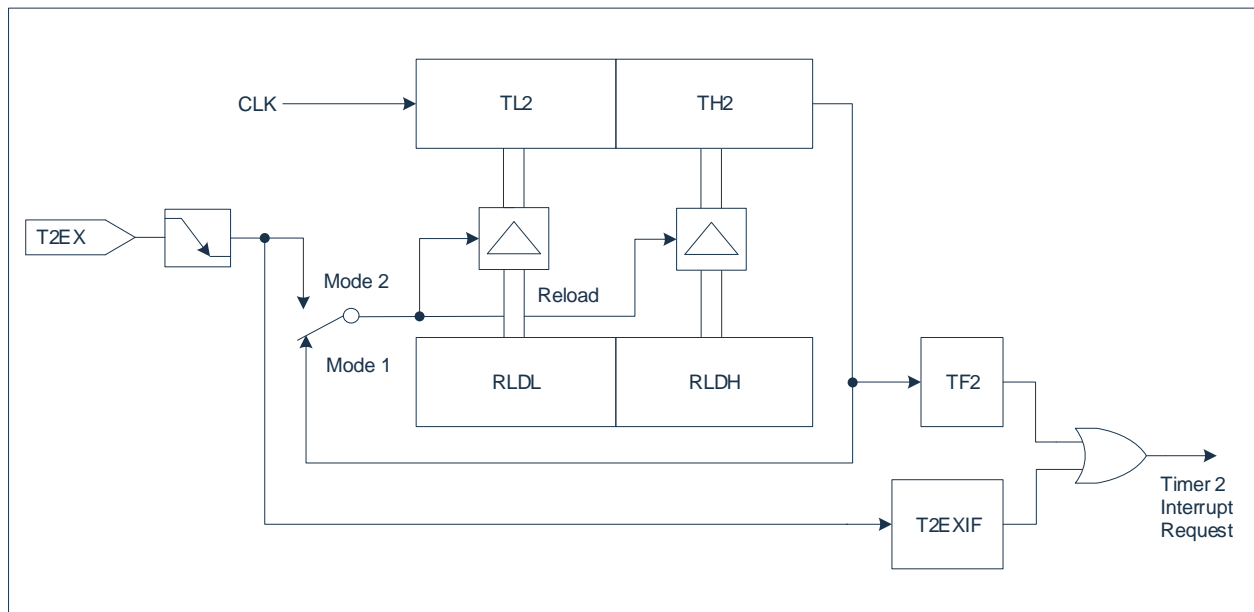 TL2
TH2
CLK
T2EX
Mode 2
Reload
Mode 1
RLDL
RLDH
TF2
T2EXIF
Timer 2
Interrupt
Request